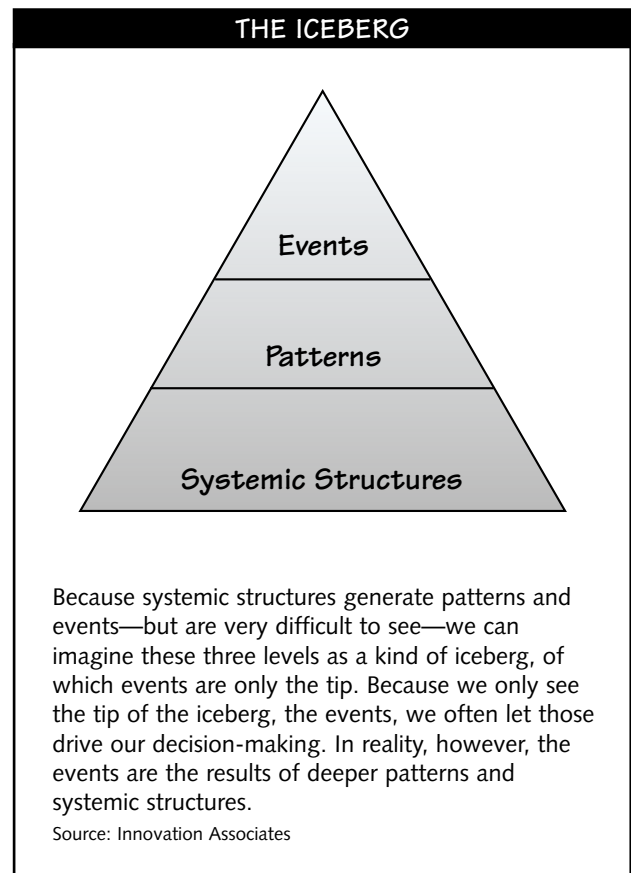 THE ICEBERG
Events
Patterns
Systemic Structures
Because systemic structures generate patterns and
events—but are very difficult to see—we can
imagine these three levels as a kind of iceberg, of
which events are only the tip. Because we only see
the tip of the iceberg, the events, we often let those
drive our decision-making. In reality, however, the
events are the results of deeper patterns and
systemic structures.
Source: Innovation Associates